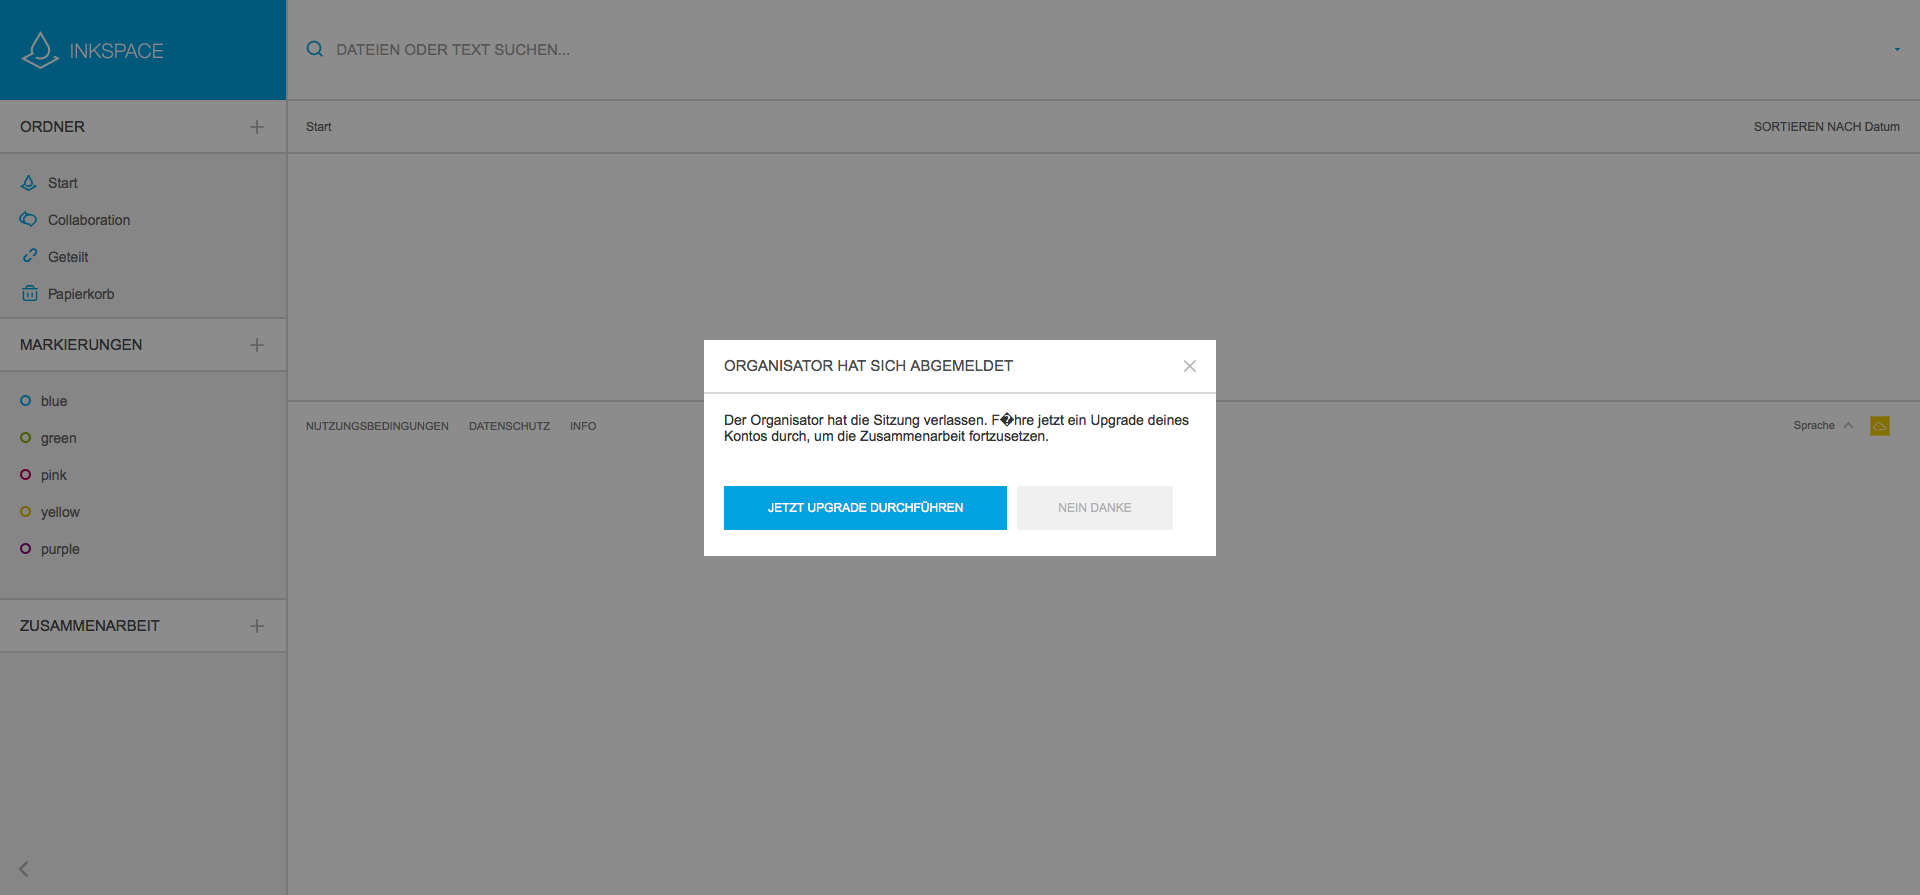 INKSPACE
DATEIEN ODER TEXT SUCHEN...
ORDNER
Start
SORTIEREN NACH Datum
Start
Collaboration
Geteilt
Papierkorb
MARKIERUNGEN
blue
green
pink
yellow
purple
ZUSAMMENARBEIT
ORGANISATOR HAT SICH ABGEMELDET
Der Organisator hat die Sitzung verlassen. F�hre jetzt ein Upgrade deines
Kontos durch, um die Zusammenarbeit fortzusetzen.
JETZT UPGRADE DURCHFÜHREN
NEIN DANKE
NUTZUNGSBEDINGUNGEN
DATENSCHUTZ
INFO
Sprache